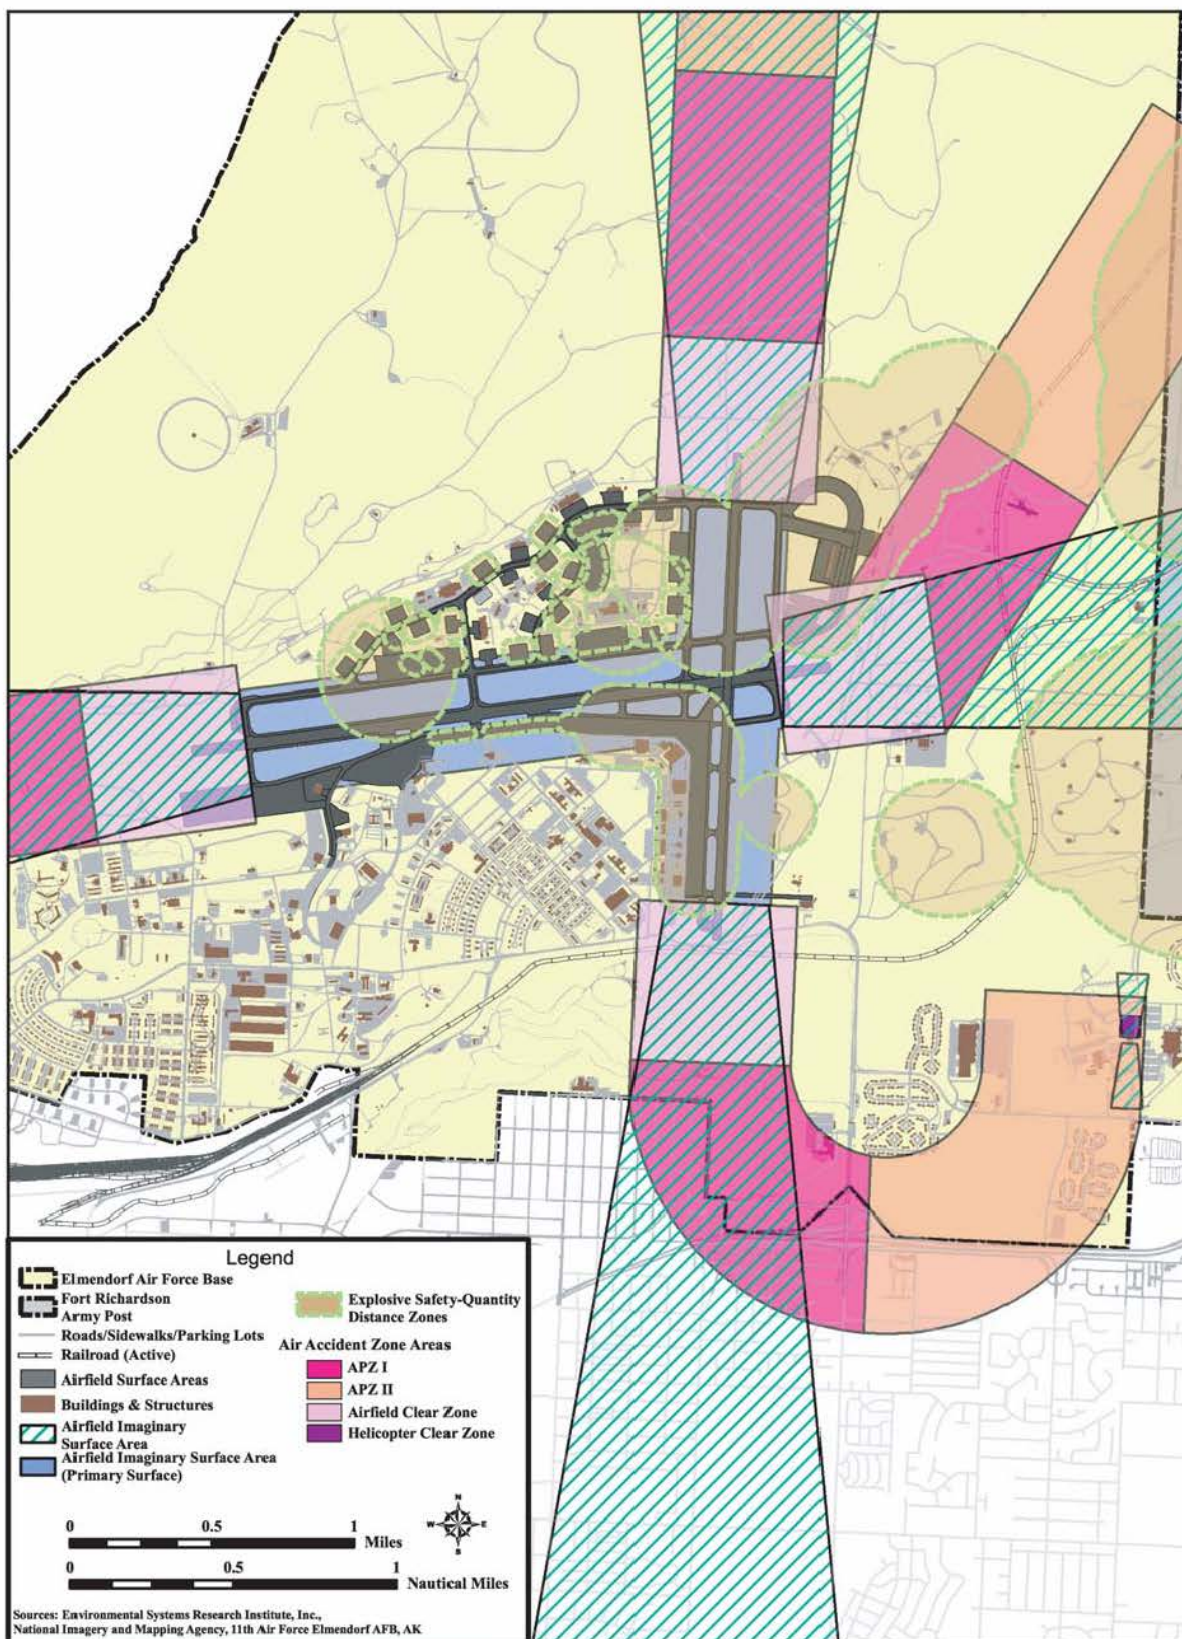 Legend
Elmendorf Air Force Base
Fort Richardson
Army Post
Roads/Sidewalks/Parking Lots
Railroad (Active)
Airfield Surface Areas
Buildings & Structures
Airfield Imaginary
Surface Area
Airfield Imaginary Surface Area
(Primary Surface)
Explosive Safety-Quantity
Distance Zones
Air Accident Zone Areas
APZ I
APZ II
Airfield Clear Zone
Helicopter Clear Zone
N
W E
S
0 0.5 1
Miles
0 0.5 1
Nautical Miles
Sources: Environmental Systems Research Institute, Inc.,
National Imagery and Mapping Agency, 11th Air Force Elmendorf AFB, AK